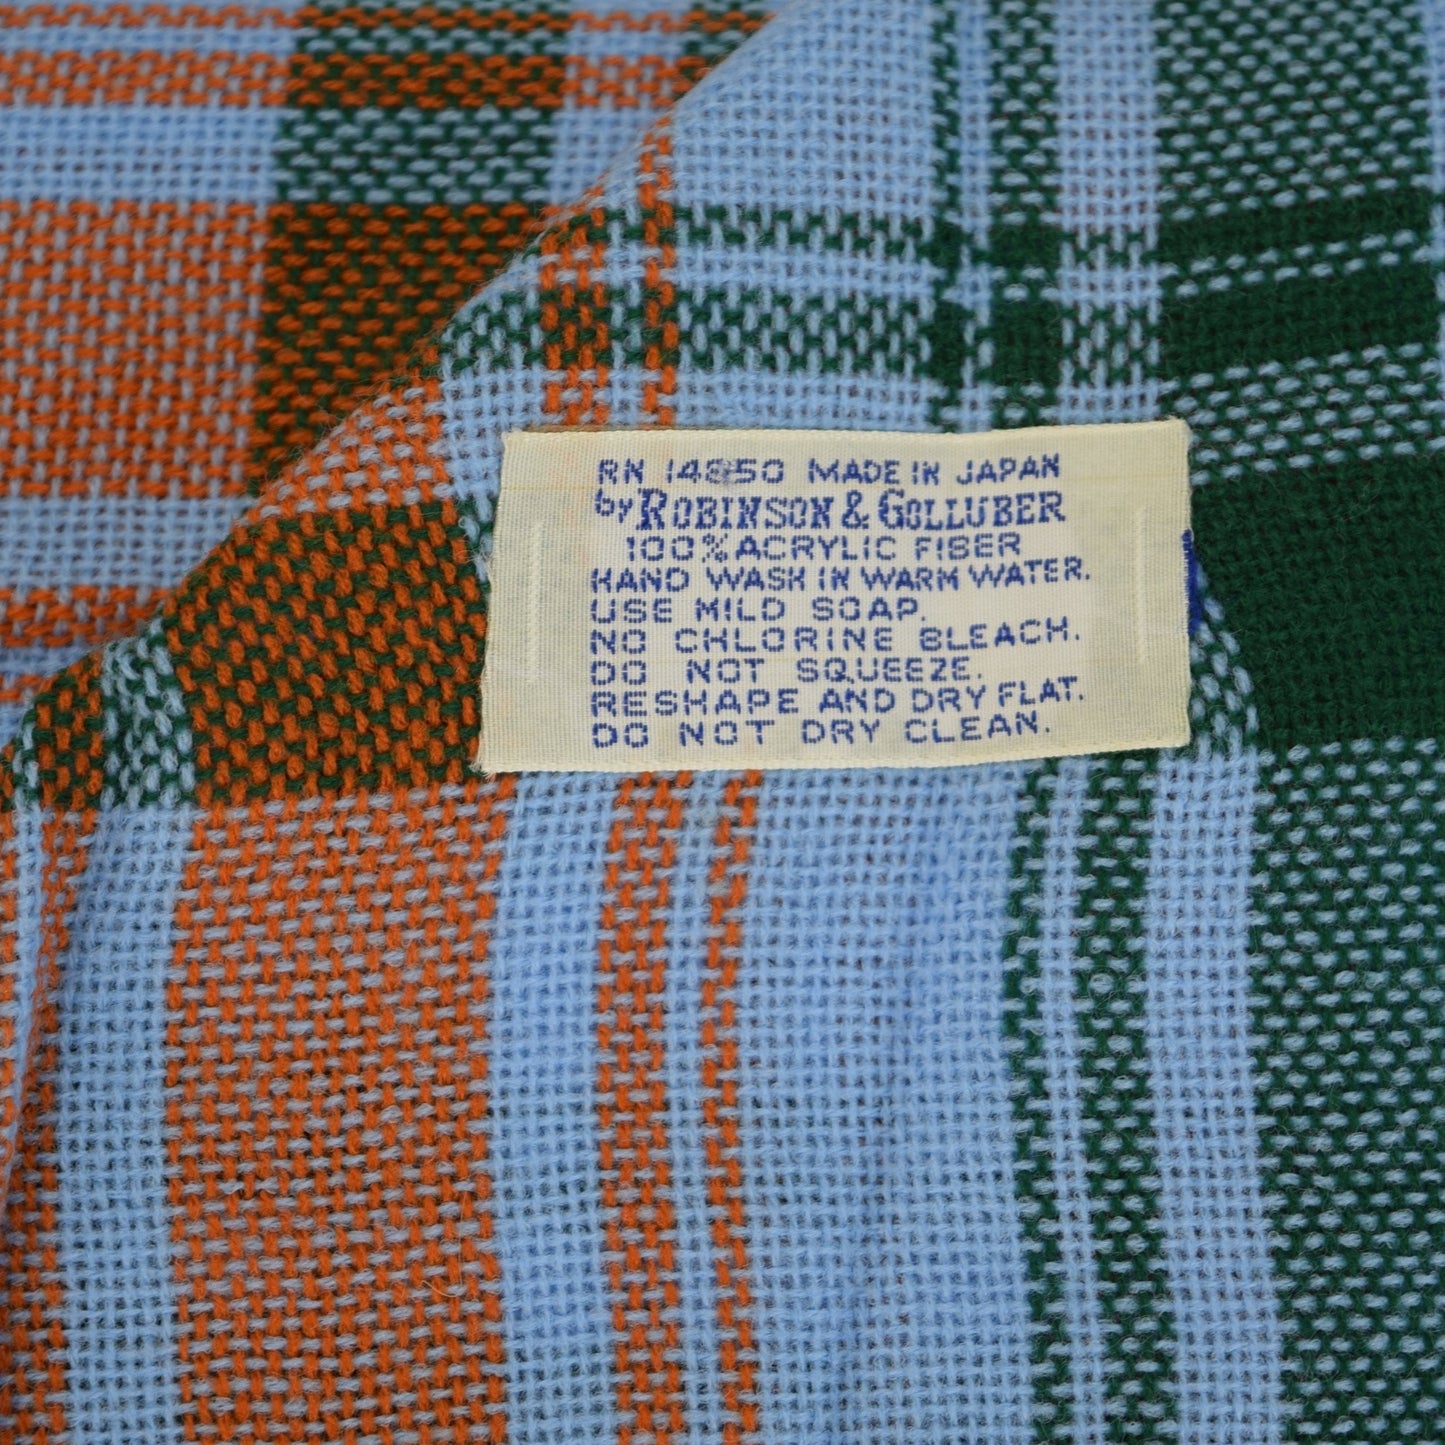 RN 14850 MADE IN JAPAN
by ROBINSON & GOLLUBER
100% ACRYLIC FIBER
HAND WASH IN WARM WATER.
USE MILD SOAP.
NO CHLORINE BLEACH.
DO NOT SQUEEZE.
RESHAPE AND DRY FLAT.
DO NOT DRY CLEAN.